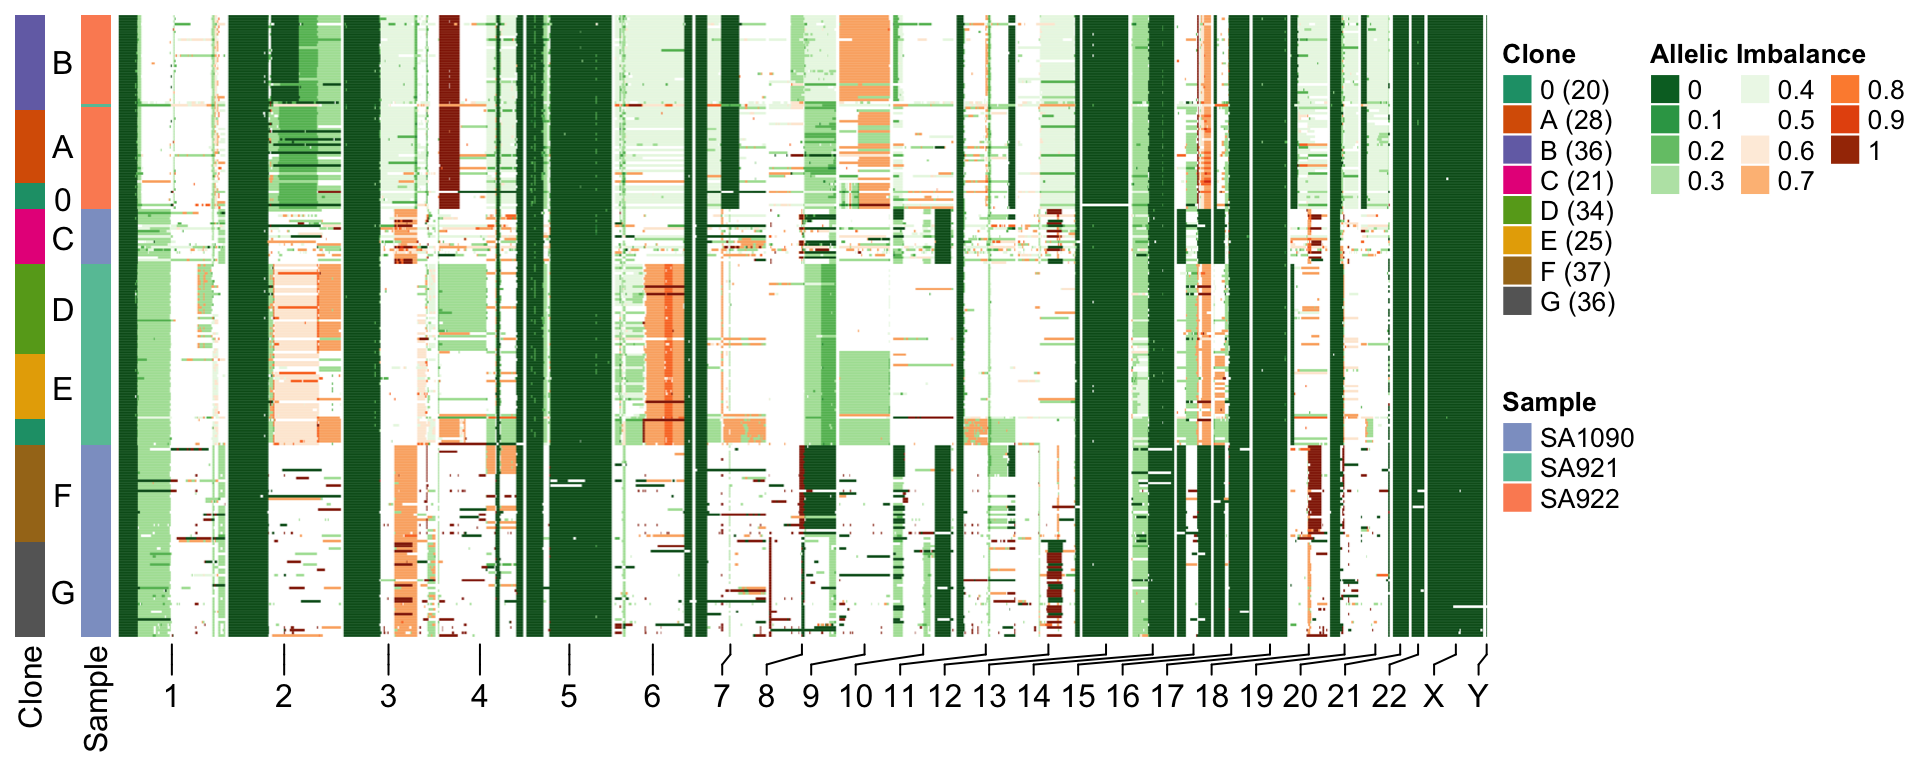 B
A
0
C
D
E
F
G
Clone
Sample
1 2 3 4 5 6 7 8 9 10 11 12 13 14 15 16 17 18 19 20 21 22 X Y
Clone
0 (20)
A (28)
B (36)
C (21)
D (34)
E (25)
F (37)
G (36)
Allelic Imbalance
0 0.4 0.8
0.1 0.5 0.9
0.2 0.6 1
0.3 0.7
Sample
SA1090
SA921
SA922